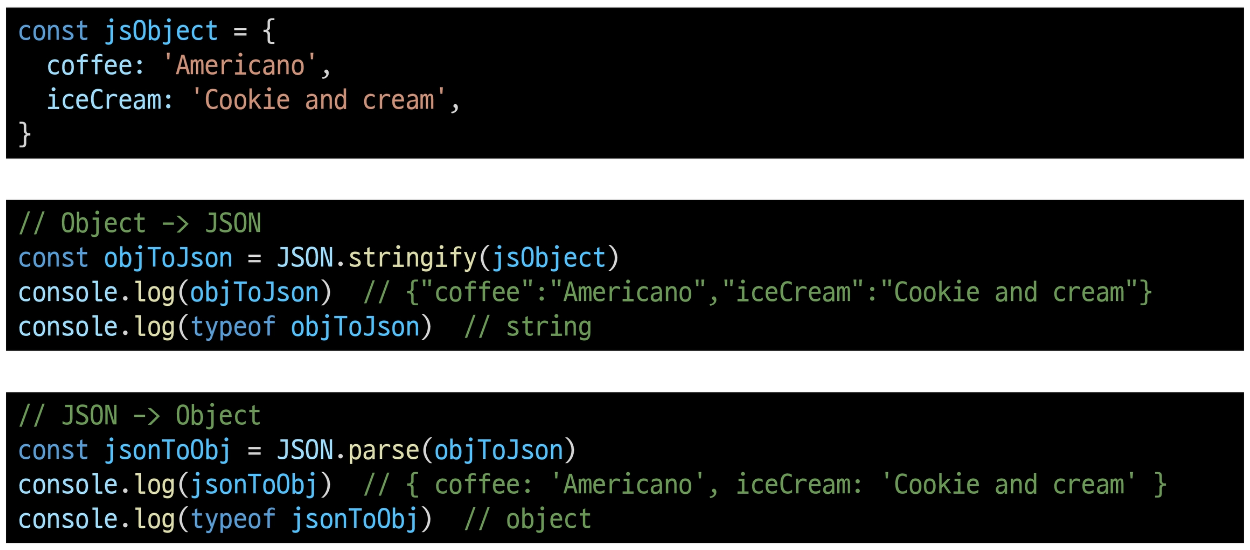 const jsObject = {
  coffee: 'Americano',
  iceCream: 'Cookie and cream',
}
// Object -> JSON
const objToJson = JSON.stringify(jsObject)
console.log(objToJson)  // {"coffee":"Americano","iceCream":"Cookie and cream"}
console.log(typeof objToJson)  // string
// JSON -> Object
const jsonToObj = JSON.parse(objToJson)
console.log(jsonToObj)  // { coffee: 'Americano', iceCream: 'Cookie and cream' }
console.log(typeof jsonToObj)  // object